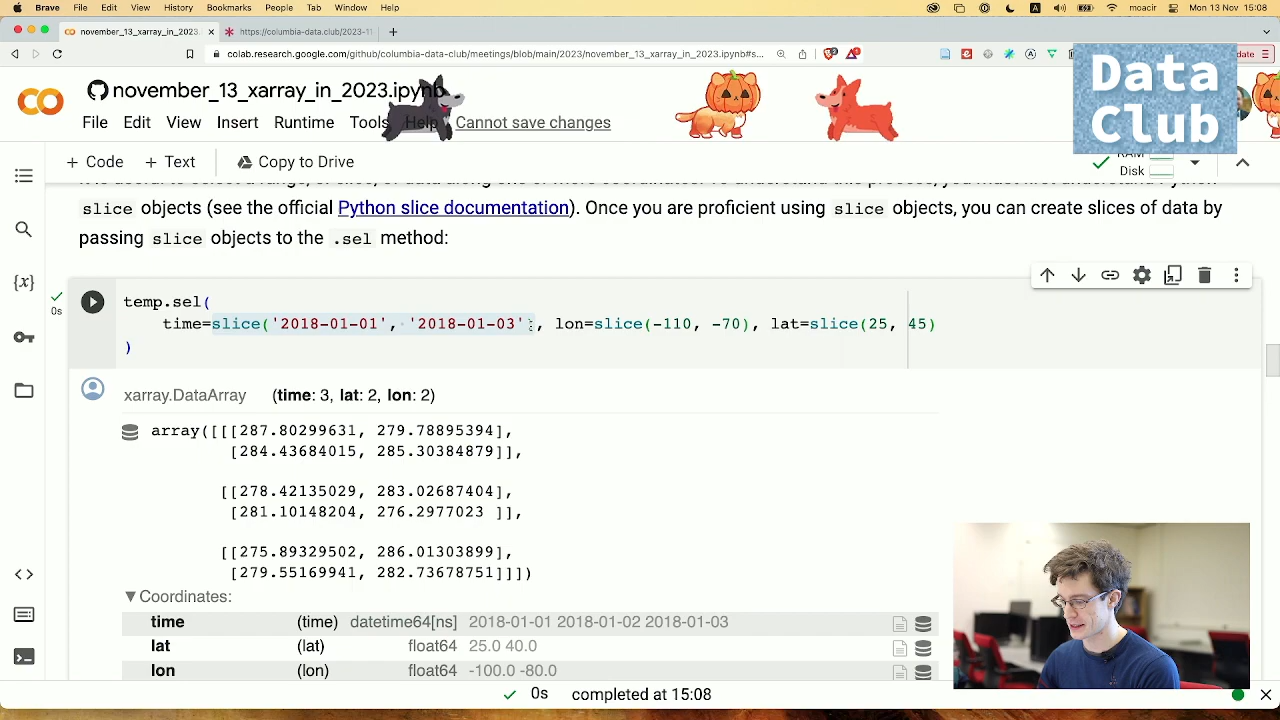 Brave File Edit View History Bookmarks People Tab Window Help
A moacir Mon 13 Nov 15:08
november_13_xarray_in_2023.i
https://columbia-data.club/2023-11
colab.research.google.com/github/columbia-data-club/meetings/blob/main/2023/november_13_xarray_in_2023.ipynb#s...
Data
Club
november_13_xarray_in_2023.ipynb
File Edit View Insert Runtime Tools Help Cannot save changes
+ Code + Text Copy to Drive
RAM
Disk
slice objects (see the official Python slice documentation). Once you are proficient using slice objects, you can create slices of data by
passing slice objects to the .sel method:
0s
temp.sel(
time=slice('2018-01-01', '2018-01-03'), lon=slice(-110, -70), lat=slice(25, 45)
)
xarray.DataArray (time: 3, lat: 2, lon: 2)
array([[[287.80299631, 279.78895394],
[284.43684015, 285.30384879]],
[[278.42135029, 283.02687404],
[281.10148204, 276.2977023 ]],
[[275.89329502, 286.01303899],
[279.55169941, 282.73678751]]])
▼ Coordinates:
time (time) datetime64[ns] 2018-01-01 2018-01-02 2018-01-03
lat (lat) float64 25.0 40.0
lon (lon) float64 -100.0 -80.0
0s completed at 15:08